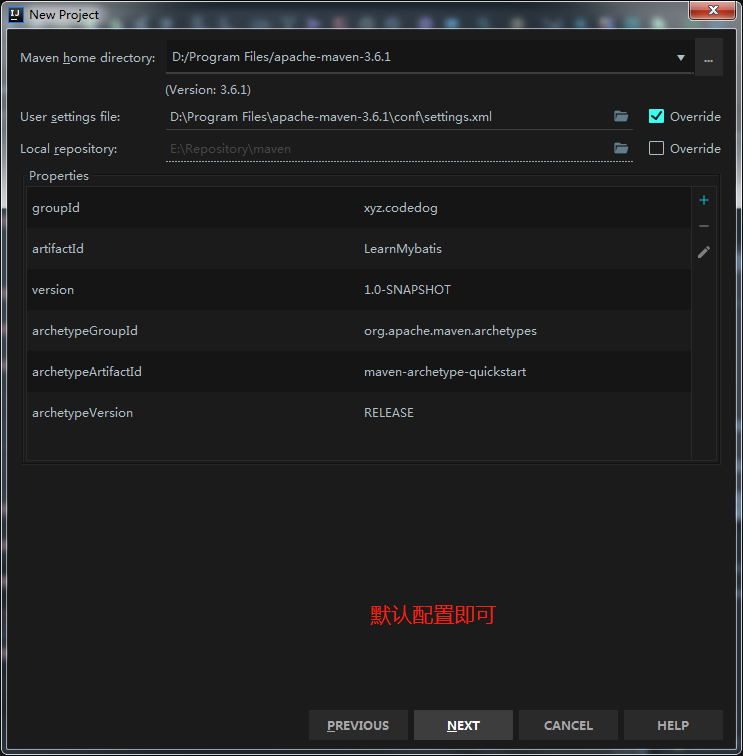 New Project
Maven home directory: D:/Program Files/apache-maven-3.6.1 ...
(Version: 3.6.1)
User settings file: D:\Program Files\apache-maven-3.6.1\conf\settings.xml Override
Local repository: E:\Repository\maven Override
Properties
groupId xyz.codedog
artifactId LearnMybatis
version 1.0-SNAPSHOT
archetypeGroupId org.apache.maven.archetypes
archetypeArtifactId maven-archetype-quickstart
archetypeVersion RELEASE
默认配置即可
PREVIOUS NEXT CANCEL HELP